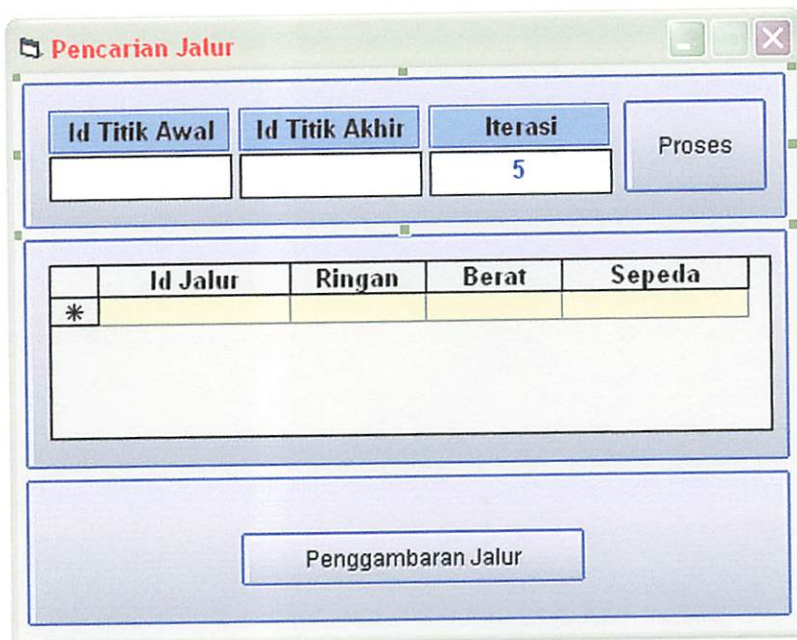 Pencarian Jalur
Id Titik Awal Id Titik Akhir Iterasi
Proses
5
Id Jalur Ringan Berat Sepeda
*
Penggambaran Jalur